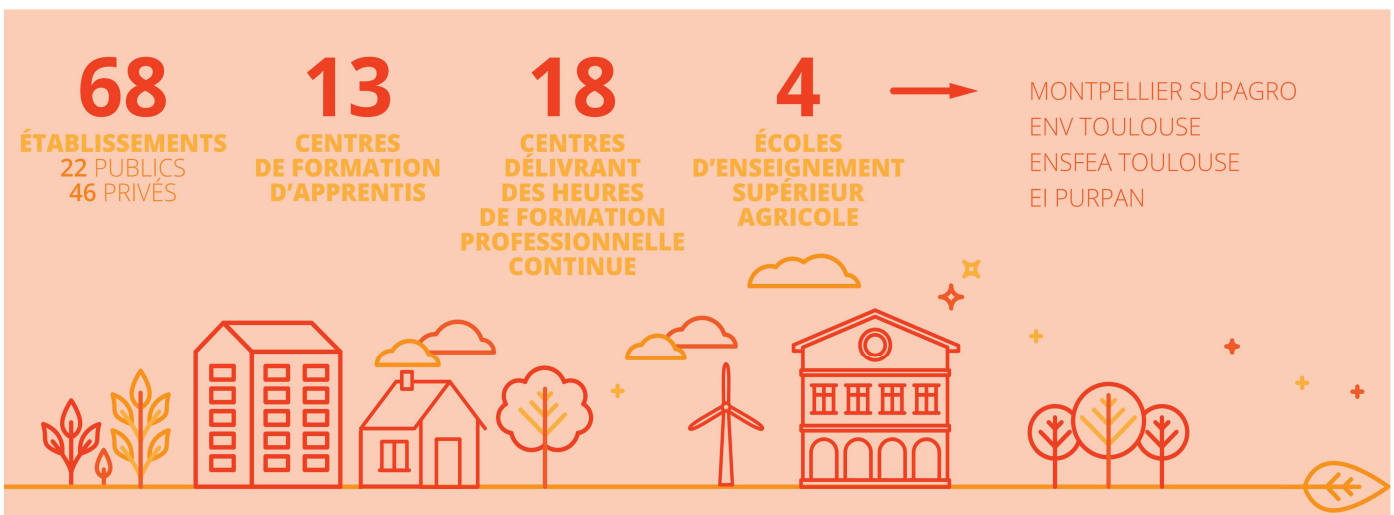 68
ÉTABLISSEMENTS
22 PUBLICS
46 PRIVÉS
13
CENTRES
DE FORMATION
D'APPRENTIS
18
CENTRES
DÉLIVRANT
DES HEURES
DE FORMATION
PROFESSIONNELLE
CONTINUE
4
ÉCOLES
D'ENSEIGNEMENT
SUPÉRIEUR
AGRICOLE
MONTPELLIER SUPAGRO
ENV TOULOUSE
ENSFEA TOULOUSE
EI PURPAN